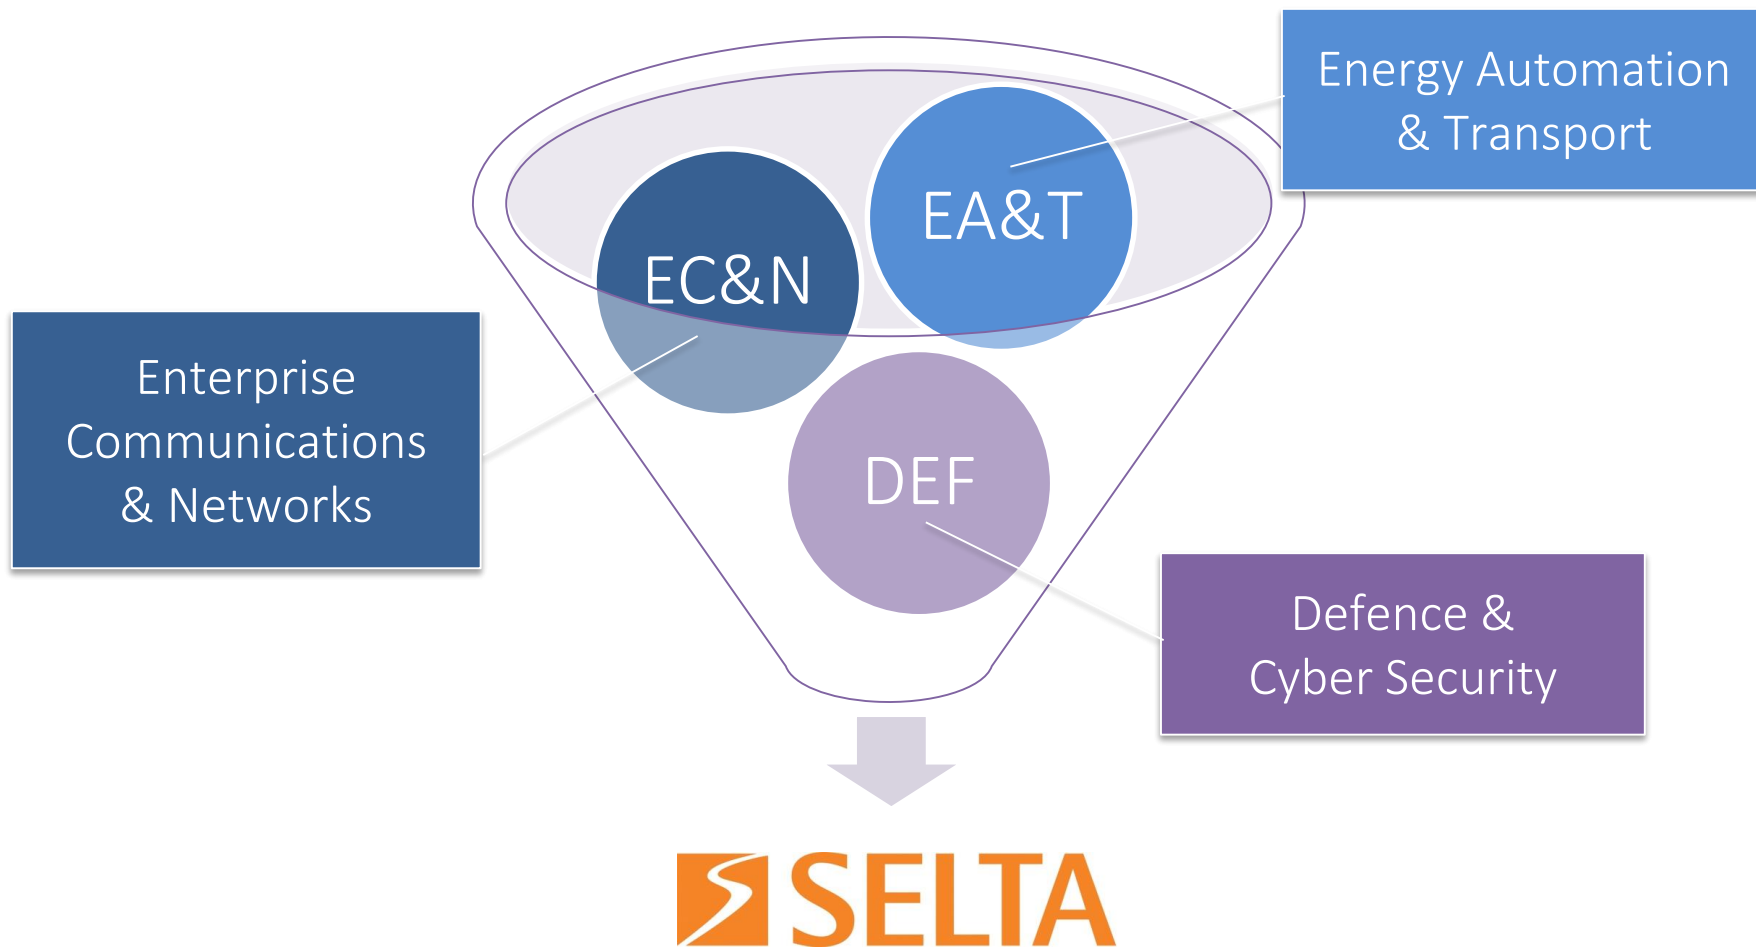 Energy Automation
& Transport
EA&T
EC&N
Enterprise
Communications
& Networks
DEF
Defence &
Cyber Security
SELTA